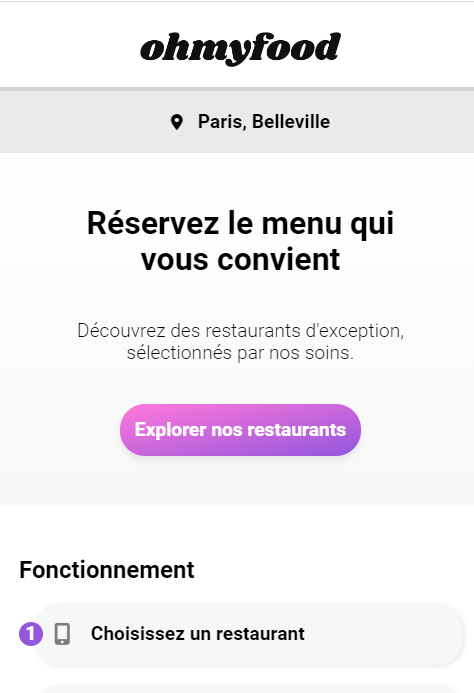 ohmyfood
Paris, Belleville
Réservez le menu qui
vous convient
Découvrez des restaurants d'exception,
sélectionnés par nos soins.
Explorer nos restaurants
Fonctionnement
1 Choisissez un restaurant